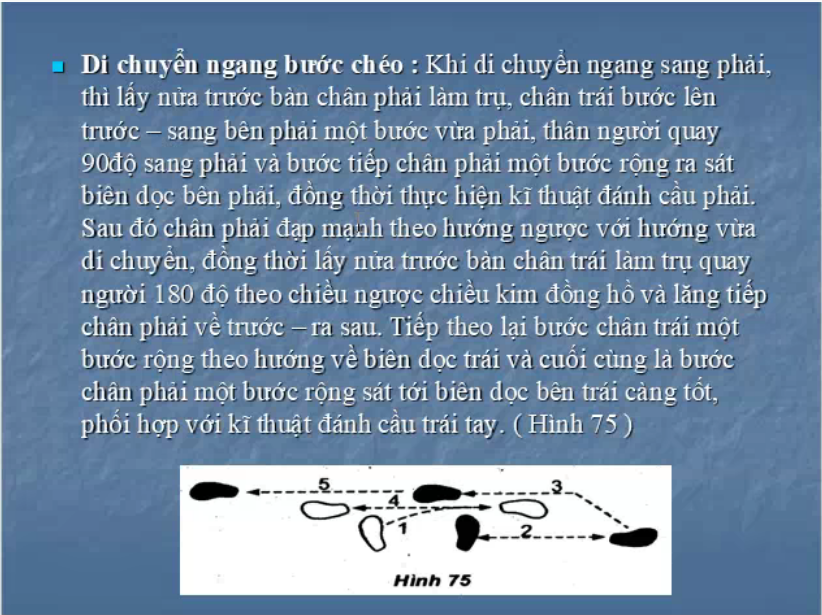 Di chuyển ngang bước chéo : Khi di chuyển ngang sang phải,
thì lấy nửa trước bàn chân phải làm trụ, chân trái bước lên
trước – sang bên phải một bước vừa phải, thân người quay
90độ sang phải và bước tiếp chân phải một bước rộng ra sát
biên dọc bên phải, đồng thời thực hiện kĩ thuật đánh cầu phải.
Sau đó chân phải đạp mạnh theo hướng ngược với hướng vừa
di chuyển, đồng thời lấy nửa trước bàn chân trái làm trụ quay
người 180 độ theo chiều ngược chiều kim đồng hồ và lăng tiếp
chân phải về trước – ra sau. Tiếp theo lại bước chân trái một
bước rộng theo hướng về biên dọc trái và cuối cùng là bước
chân phải một bước rộng sát tới biên dọc bên trái càng tốt,
phối hợp với kĩ thuật đánh cầu trái tay. ( Hình 75 )
5 3
4
1 2
Hình 75